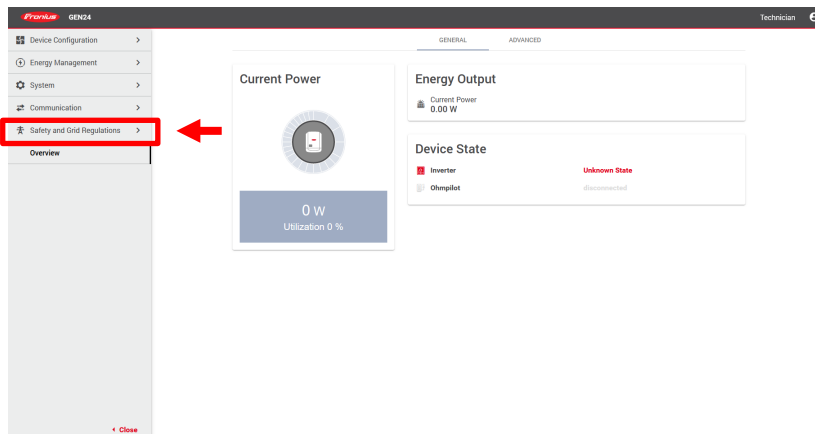 Fronius GEN24
Technician
Device Configuration
Energy Management
System
Communication
Safety and Grid Regulations
Overview
Close
GENERAL ADVANCED
Current Power
0 W
Utilization 0 %
Energy Output
Current Power
0.00 W
Device State
Inverter Unknown State
Ohmpilot disconnected